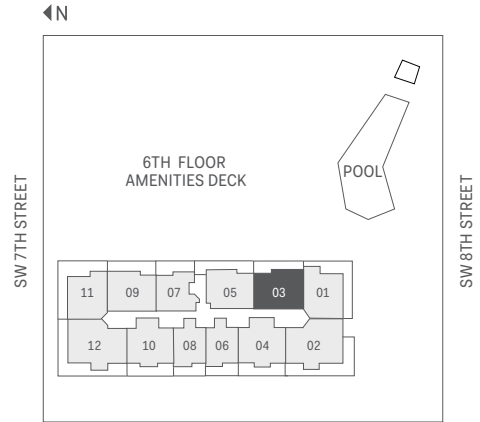 N
6TH FLOOR
AMENITIES DECK
POOL
SW 7TH STREET
SW 8TH STREET
11 09 07 05 03 01
12 10 08 06 04 02